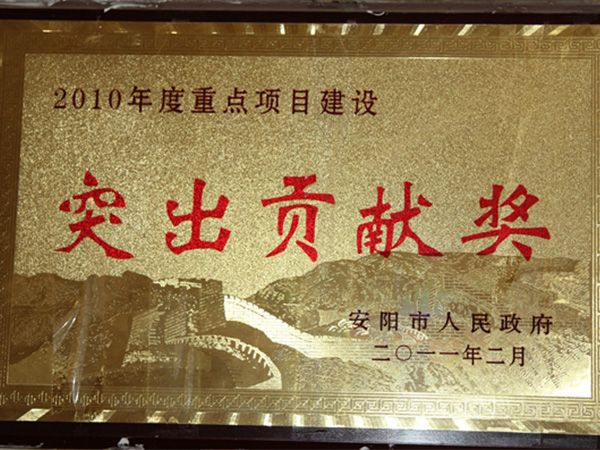 2010年度重点项目建设
突出贡献奖
安阳市人民政府
二〇一一年二月